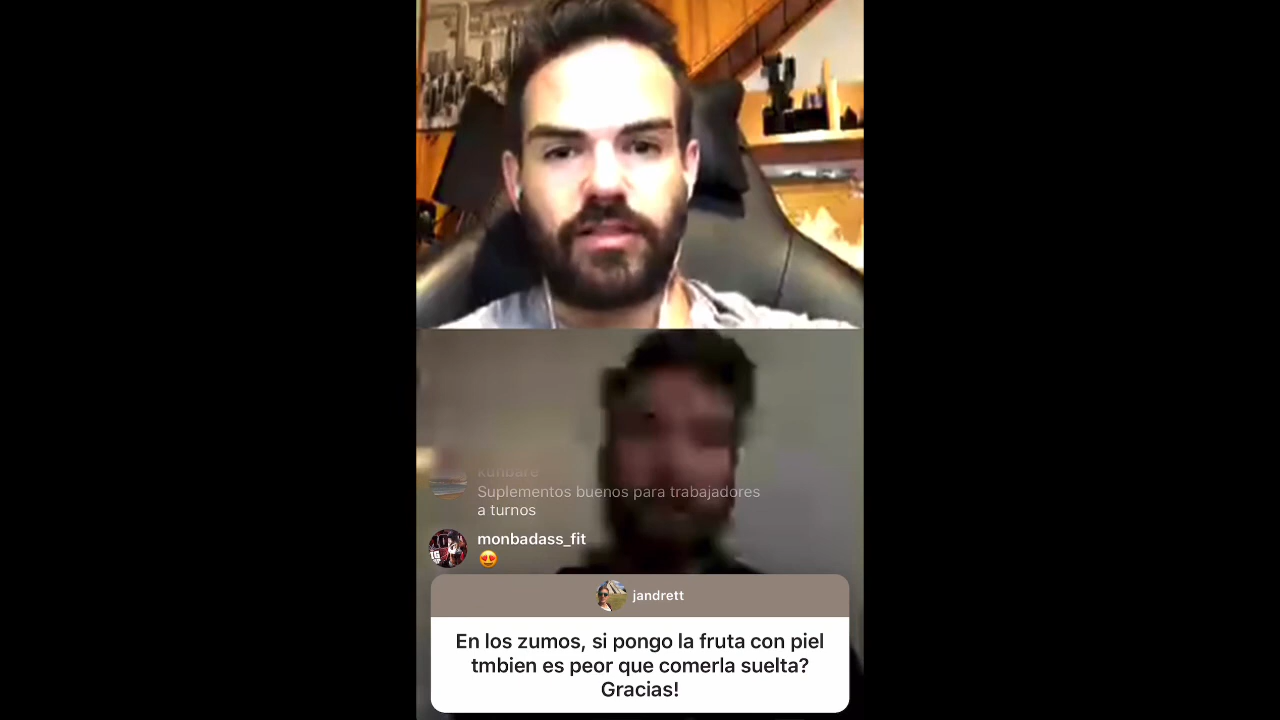 kunbare
Suplementos buenos para trabajadores
a turnos
monbadass_fit
😍
jandrett
En los zumos, si pongo la fruta con piel
tmbien es peor que comerla suelta?
Gracias!